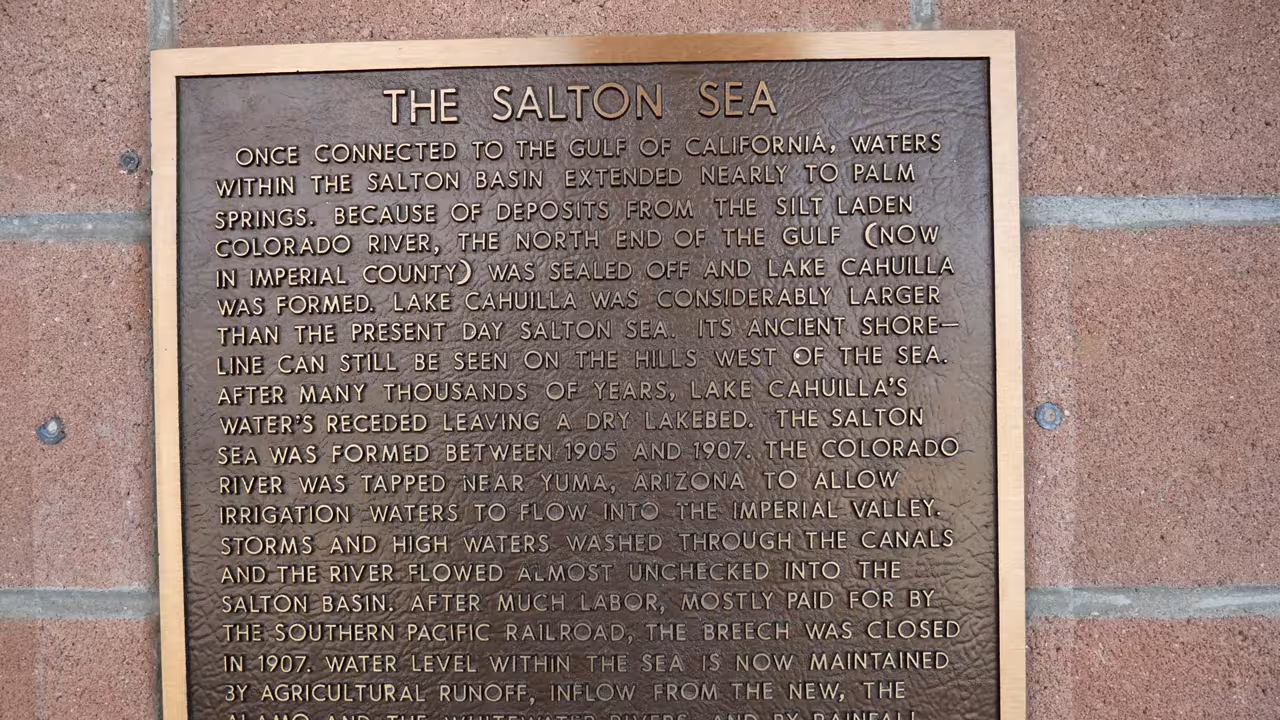 THE SALTON SEA
ONCE CONNECTED TO THE GULF OF CALIFORNIA, WATERS
WITHIN THE SALTON BASIN EXTENDED NEARLY TO PALM
SPRINGS. BECAUSE OF DEPOSITS FROM THE SILT LADEN
COLORADO RIVER, THE NORTH END OF THE GULF (NOW
IN IMPERIAL COUNTY) WAS SEALED OFF AND LAKE CAHUILLA
WAS FORMED. LAKE CAHUILLA WAS CONSIDERABLY LARGER
THAN THE PRESENT DAY SALTON SEA. ITS ANCIENT SHORE—
LINE CAN STILL BE SEEN ON THE HILLS WEST OF THE SEA.
AFTER MANY THOUSANDS OF YEARS, LAKE CAHUILLA'S
WATER'S RECEDED LEAVING A DRY LAKEBED. THE SALTON
SEA WAS FORMED BETWEEN 1905 AND 1907. THE COLORADO
RIVER WAS TAPPED NEAR YUMA, ARIZONA TO ALLOW
IRRIGATION WATERS TO FLOW INTO THE IMPERIAL VALLEY.
STORMS AND HIGH WATERS WASHED THROUGH THE CANALS
AND THE RIVER FLOWED ALMOST UNCHECKED INTO THE
SALTON BASIN. AFTER MUCH LABOR, MOSTLY PAID FOR BY
THE SOUTHERN PACIFIC RAILROAD, THE BREECH WAS CLOSED
IN 1907. WATER LEVEL WITHIN THE SEA IS NOW MAINTAINED
BY AGRICULTURAL RUNOFF, INFLOW FROM THE NEW, THE
ALAMO AND THE WHITEWATER RIVERS, AND BY RAINFALL